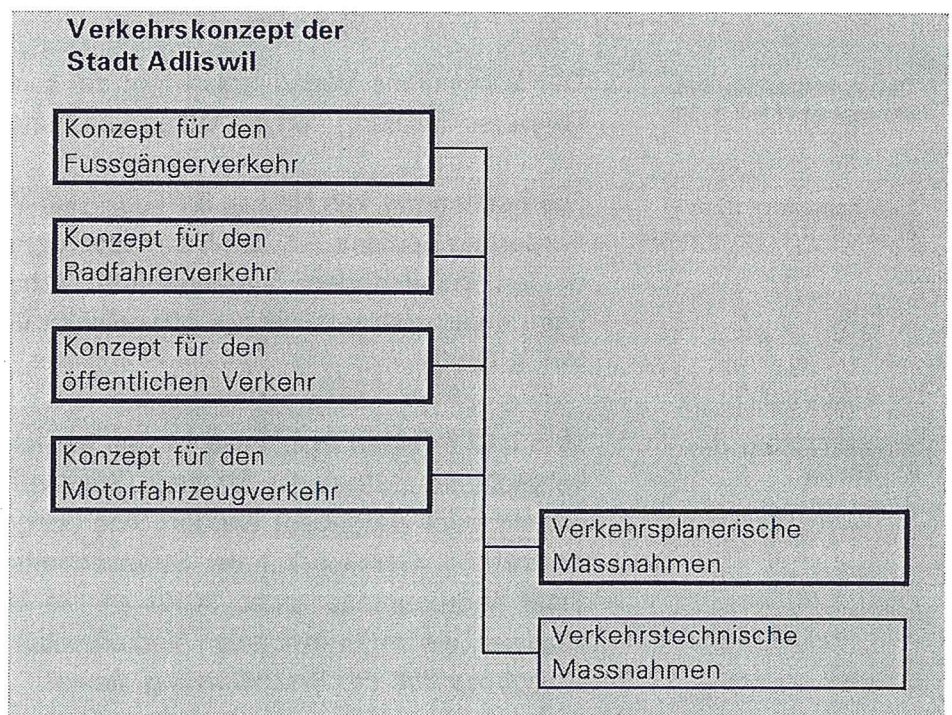 Verkehrskonzept der
Stadt Adliswil
Konzept für den
Fussgängerverkehr
Konzept für den
Radfahrerverkehr
Konzept für den
öffentlichen Verkehr
Konzept für den
Motorfahrzeugverkehr
Verkehrsplanerische
Massnahmen
Verkehrstechnische
Massnahmen